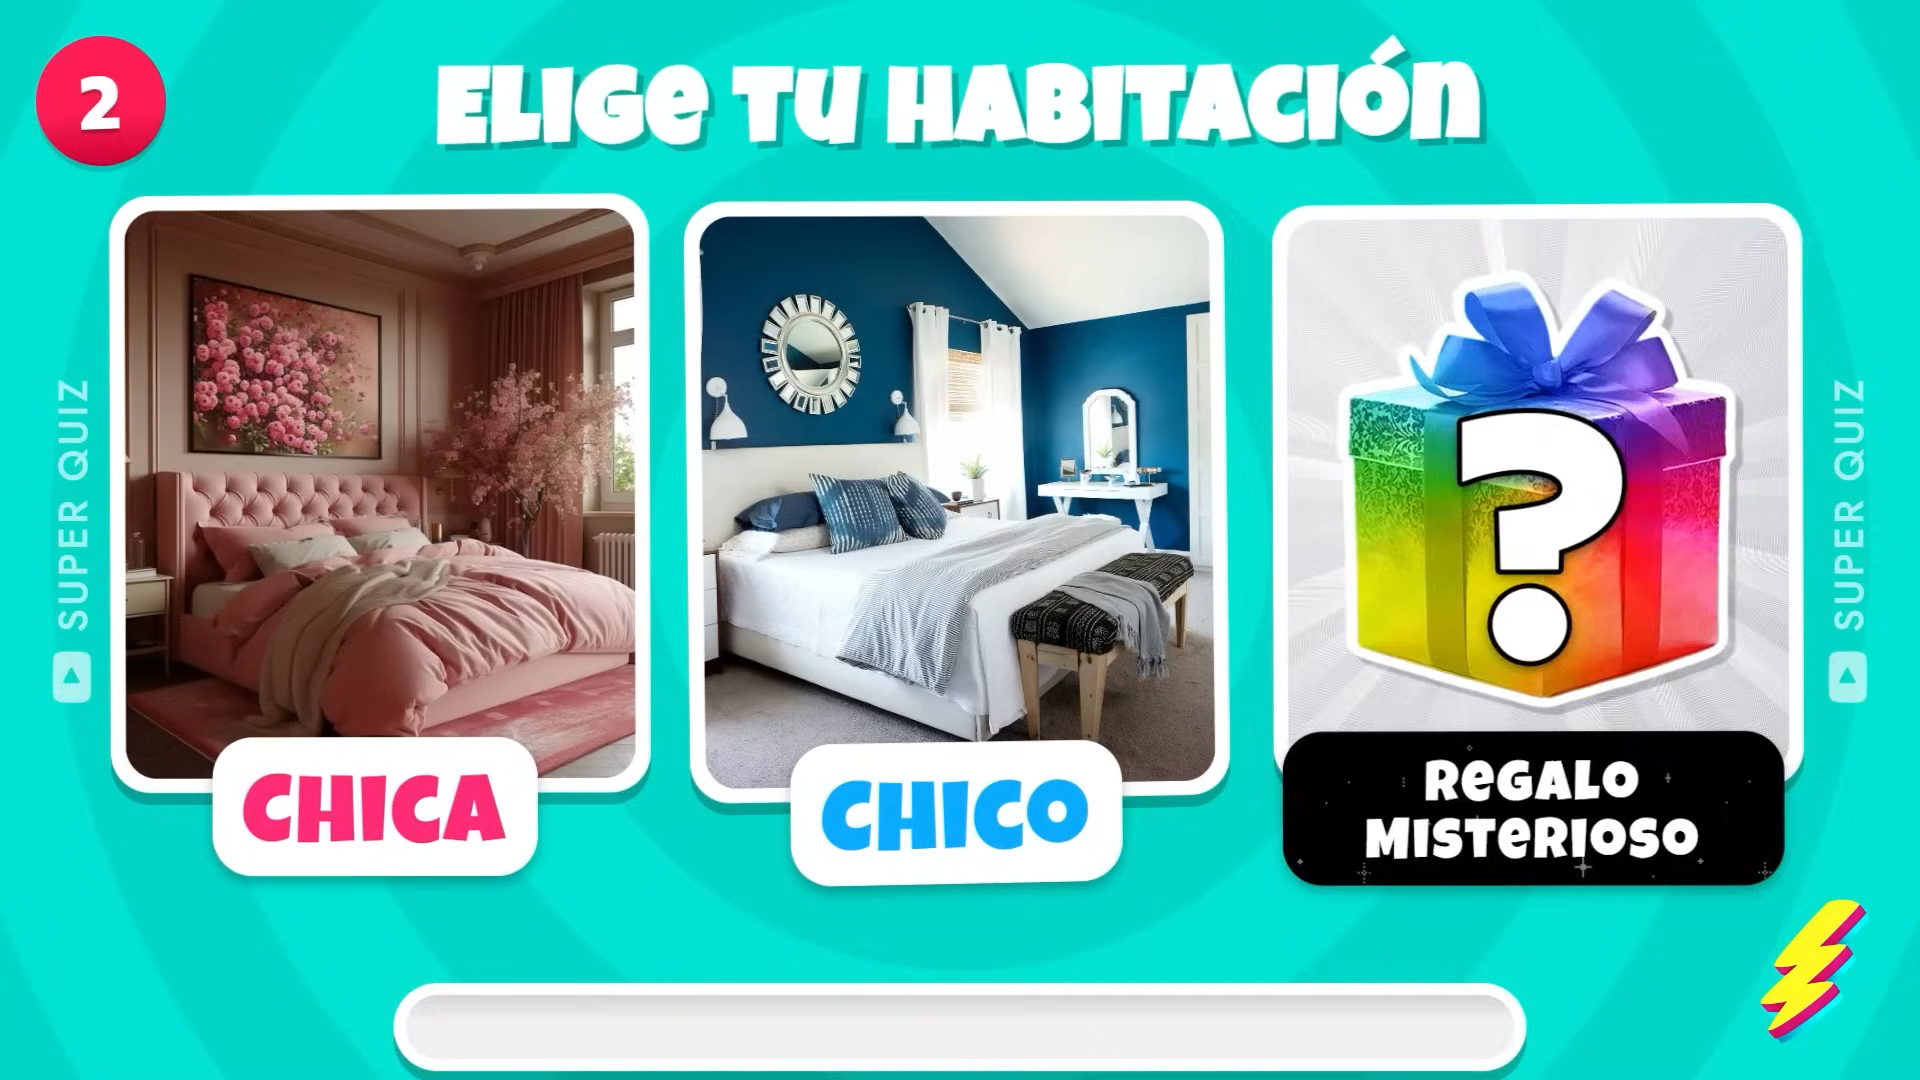 2
ELIGE TU HABITACIÓN
SUPER QUIZ
CHICA
CHICO
?
REGALO
MISTERIOSO
SUPER QUIZ